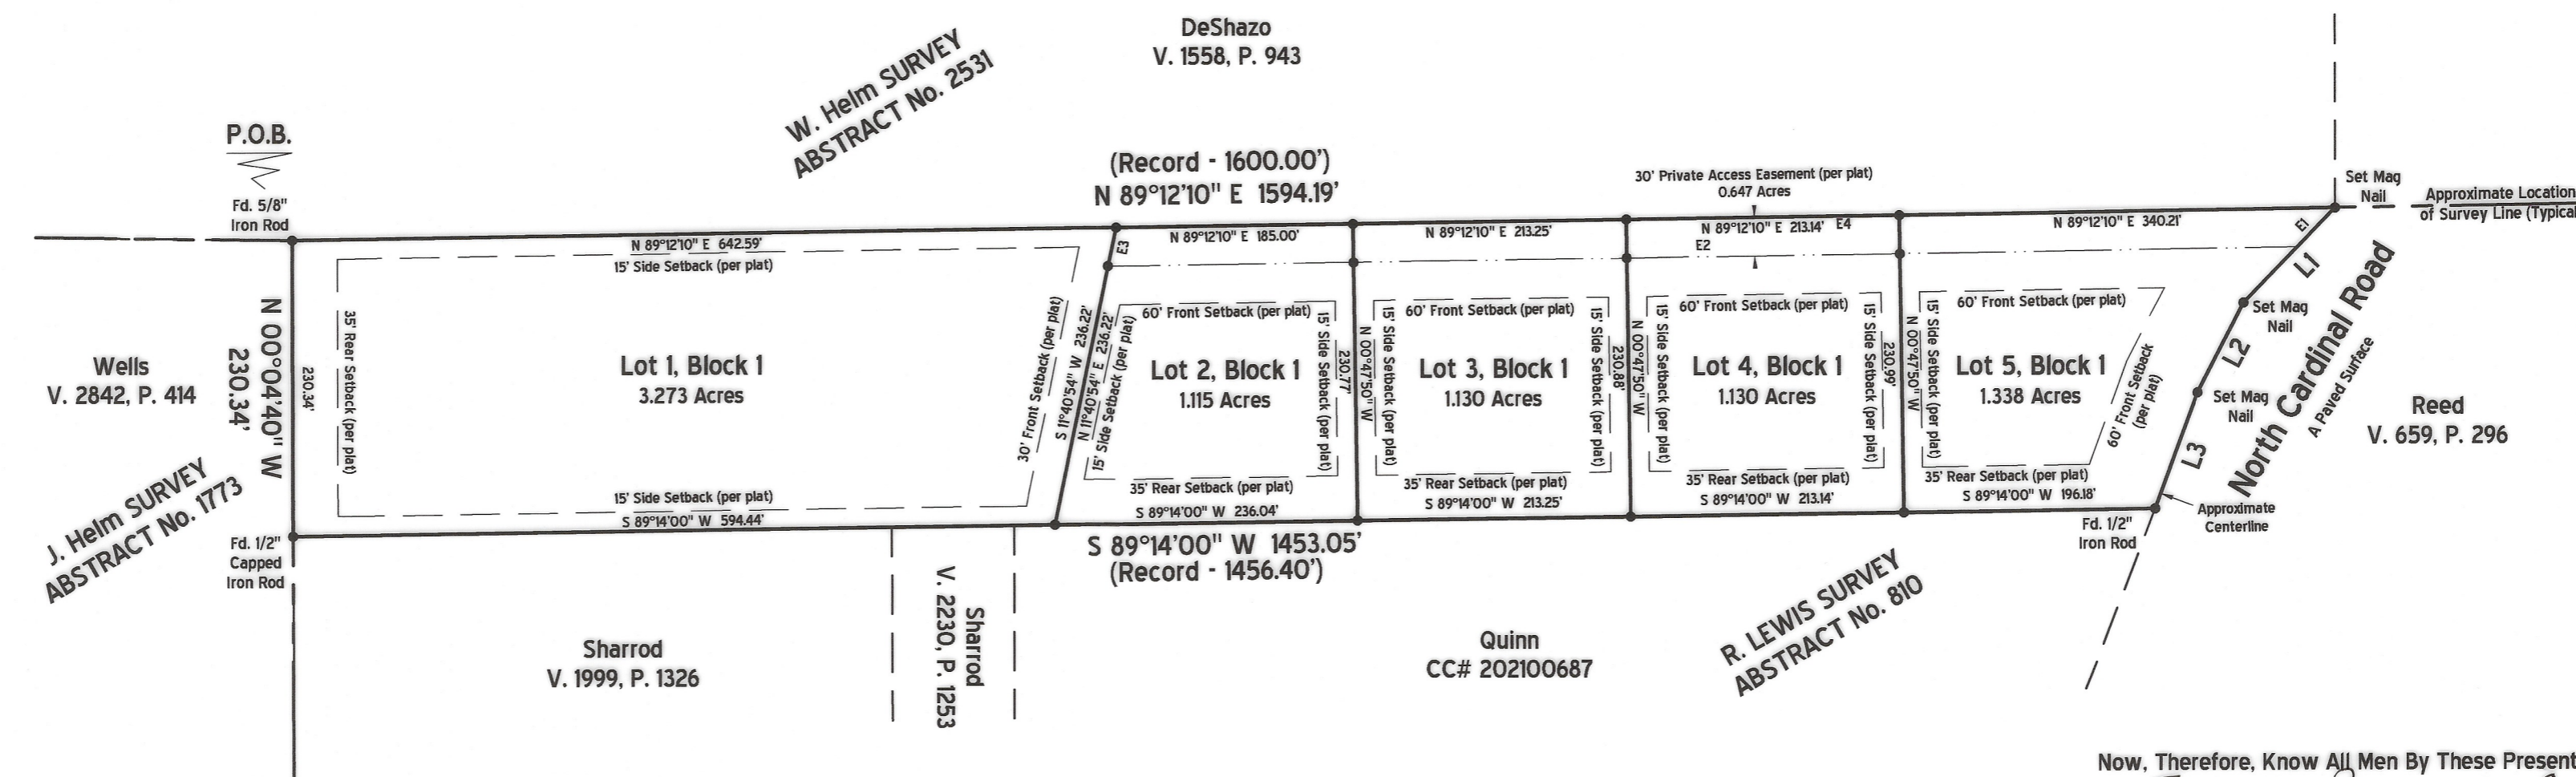 DeShazo
V. 1558, P. 943
W. Helm SURVEY
ABSTRACT No. 2531
P.O.B.
Fd. 5/8"
Iron Rod
(Record - 1600.00')
N 89°12'10" E 1594.19'
30' Private Access Easement (per plat)
0.647 Acres
Set Mag
Nail
Approximate Location
of Survey Line (Typical
N 89°12'10" E 642.59'
15' Side Setback (per plat)
E3
N 89°12'10" E 185.00'
N 89°12'10" E 213.25'
N 89°12'10" E 213.14'
E4
E2
N 89°12'10" E 340.21'
E1
L1
Set Mag
Nail
L2
Set Mag
Nail
L3
North Cardinal Road
A Paved Surface
Approximate
Centerline
Reed
V. 659, P. 296
Wells
V. 2842, P. 414
N 00°04'40" W
230.34'
230.34'
35' Rear Setback (per plat)
Lot 1, Block 1
3.273 Acres
30' Front Setback (per plat)
S 11°40'54" W 236.22'
N 11°40'54" E 236.22'
15' Side Setback (per plat)
60' Front Setback (per plat)
Lot 2, Block 1
1.115 Acres
15' Side Setback (per plat)
230.77'
N 00°47'50" W
15' Side Setback (per plat)
60' Front Setback (per plat)
Lot 3, Block 1
1.130 Acres
15' Side Setback (per plat)
230.88'
N 00°47'50" W
15' Side Setback (per plat)
60' Front Setback (per plat)
Lot 4, Block 1
1.130 Acres
15' Side Setback (per plat)
230.99'
N 00°47'50" W
15' Side Setback (per plat)
60' Front Setback (per plat)
Lot 5, Block 1
1.338 Acres
60' Front Setback
(per plat)
15' Side Setback (per plat)
S 89°14'00" W 594.44'
35' Rear Setback (per plat)
S 89°14'00" W 236.04'
35' Rear Setback (per plat)
S 89°14'00" W 213.25'
35' Rear Setback (per plat)
S 89°14'00" W 213.14'
35' Rear Setback (per plat)
S 89°14'00" W 196.18'
Fd. 1/2"
Iron Rod
J. Helm SURVEY
ABSTRACT No. 1773
Fd. 1/2"
Capped
Iron Rod
S 89°14'00" W 1453.05'
(Record - 1456.40')
Sharrod
V. 1999, P. 1326
Sharrod
V. 2230, P. 1253
Quinn
CC# 202100687
R. LEWIS SURVEY
ABSTRACT No. 810
Now, Therefore, Know All Men By These Present